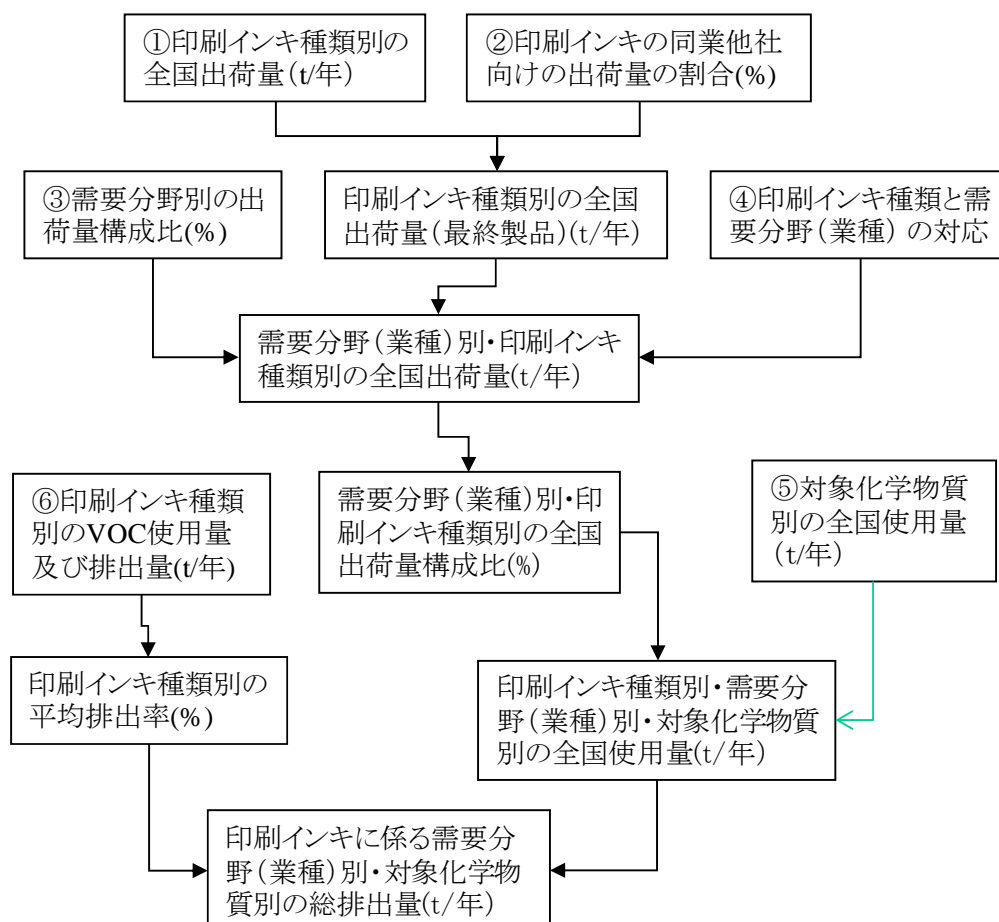 ①印刷インキ種類別の
全国出荷量(t/年)
②印刷インキの同業他社
向けの出荷量の割合(%)
③需要分野別の出
荷量構成比(%)
印刷インキ種類別の全国
出荷量(最終製品)(t/年)
④印刷インキ種類と需
要分野(業種) の対応
需要分野(業種)別・印刷インキ
種類別の全国出荷量(t/年)
⑥印刷インキ種類
別のVOC使用量
及び排出量(t/年)
需要分野(業種)別・印
刷インキ種類別の全国
出荷量構成比(%)
⑤対象化学物質
別の全国使用量
(t/年)
印刷インキ種類別の
平均排出率(%)
印刷インキ種類別・需要分
野(業種)別・対象化学物質
別の全国使用量(t/年)
印刷インキに係る需要分
野(業種)別・対象化学物
質別の総排出量(t/年)